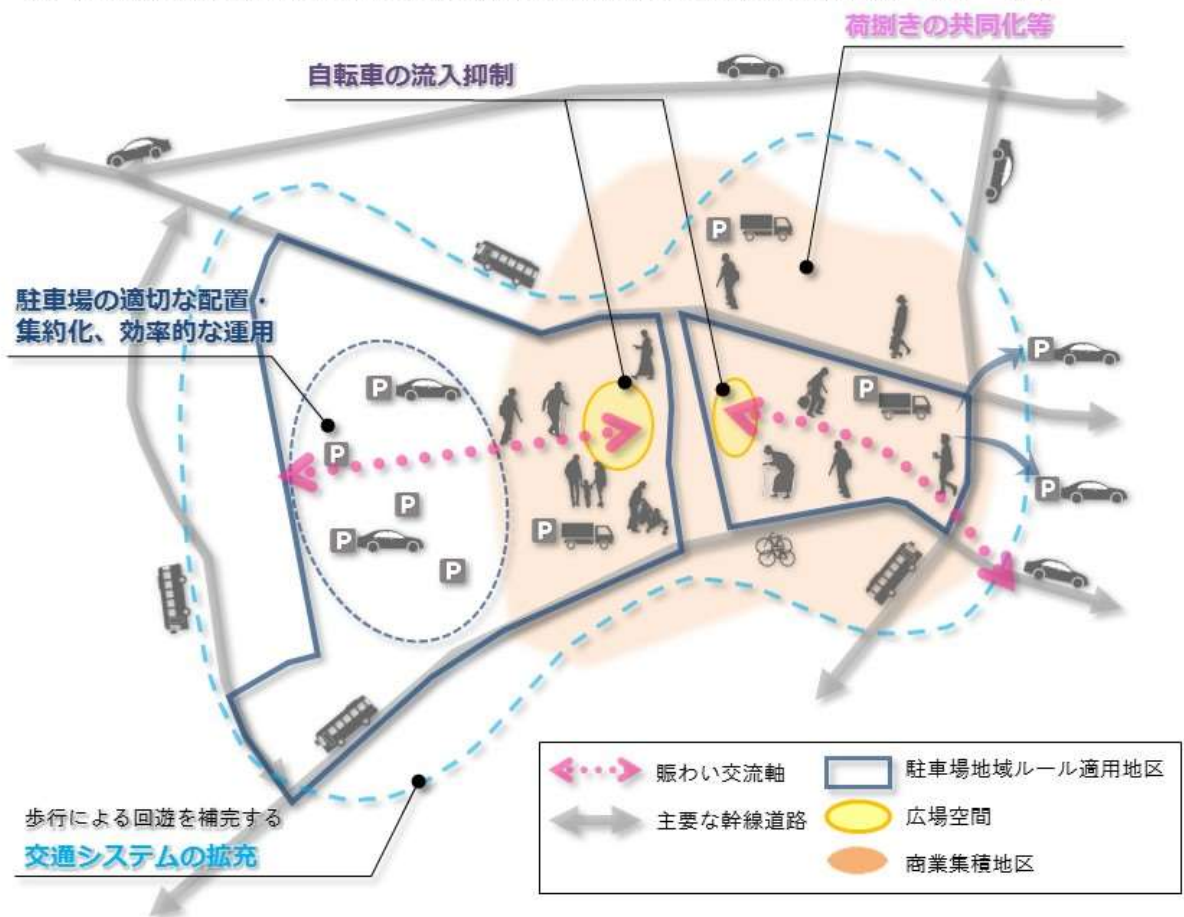 荷捌きの共同化等
自転車の流入抑制
駐車場の適切な配置・
集約化、効率的な運用
P
P
P
P
P
P
P
P
P
P
歩行による回遊を補完する
交通システムの拡充
賑わい交流軸
主要な幹線道路
駐車場地域ルール適用地区
広場空間
商業集積地区